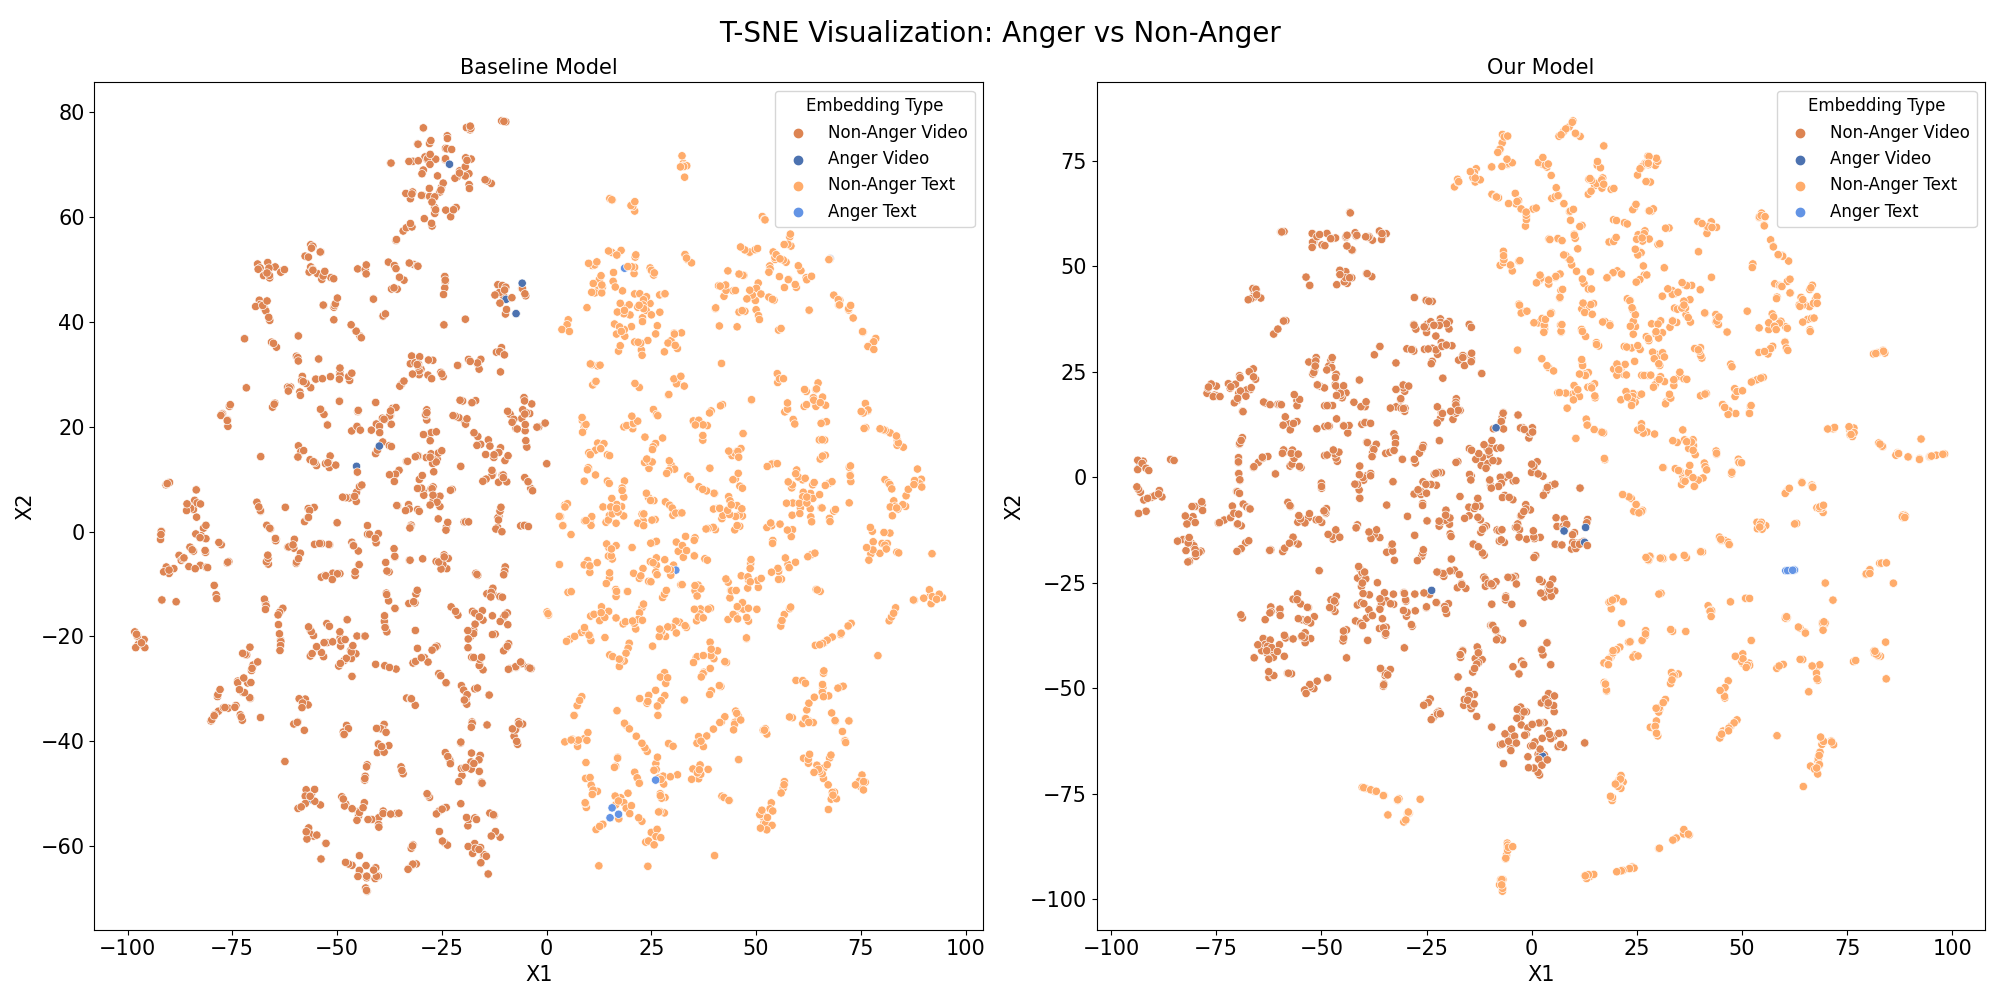 T-SNE Visualization: Anger vs Non-Anger
Baseline Model
Embedding Type
Non-Anger Video
Anger Video
Non-Anger Text
Anger Text
80
60
40
20
0
−20
−40
−60
X2
−100
−75
−50
−25
0
25
50
75
100
X1
Our Model
Embedding Type
Non-Anger Video
Anger Video
Non-Anger Text
Anger Text
75
50
25
0
−25
−50
−75
−100
X2
−100
−75
−50
−25
0
25
50
75
100
X1